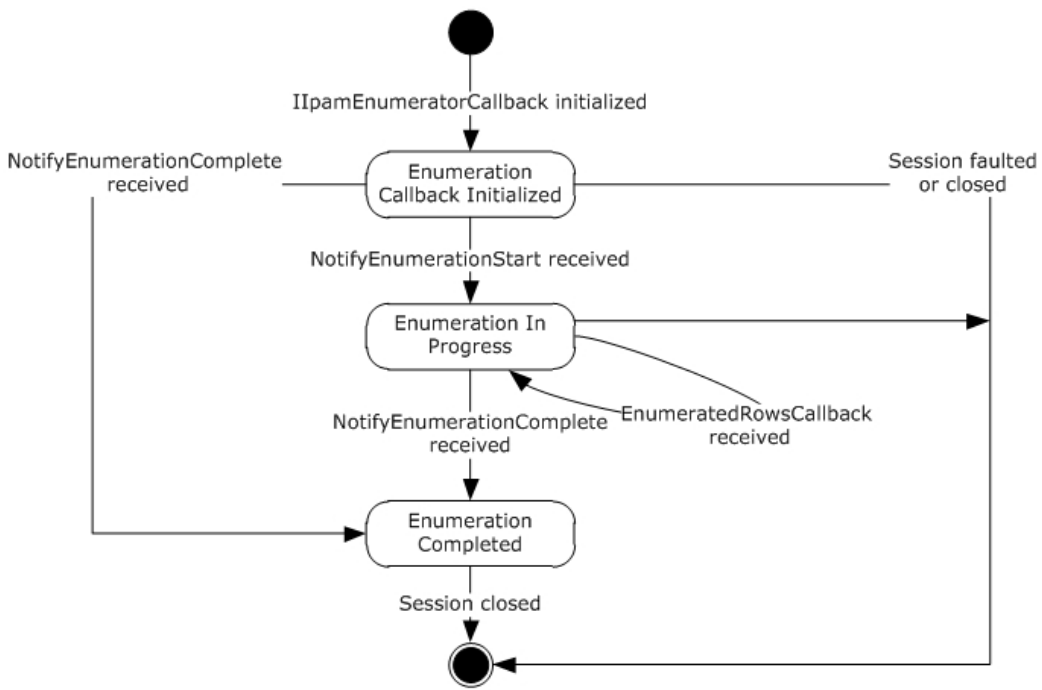 IIpamEnumeratorCallback initialized
NotifyEnumerationComplete
received
Enumeration
Callback Initialized
Session faulted
or closed
NotifyEnumerationStart received
Enumeration In
Progress
NotifyEnumerationComplete
received
EnumeratedRowsCallback
received
Enumeration
Completed
Session closed